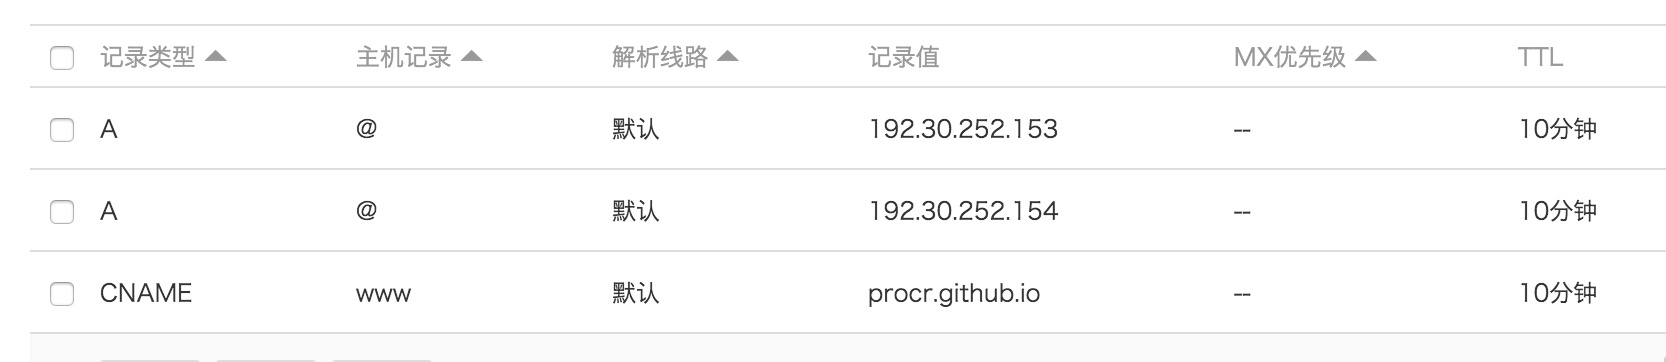 记录类型 主机记录 解析线路 记录值 MX优先级 TTL
A @ 默认 192.30.252.153 -- 10分钟
A @ 默认 192.30.252.154 -- 10分钟
CNAME www 默认 procr.github.io -- 10分钟